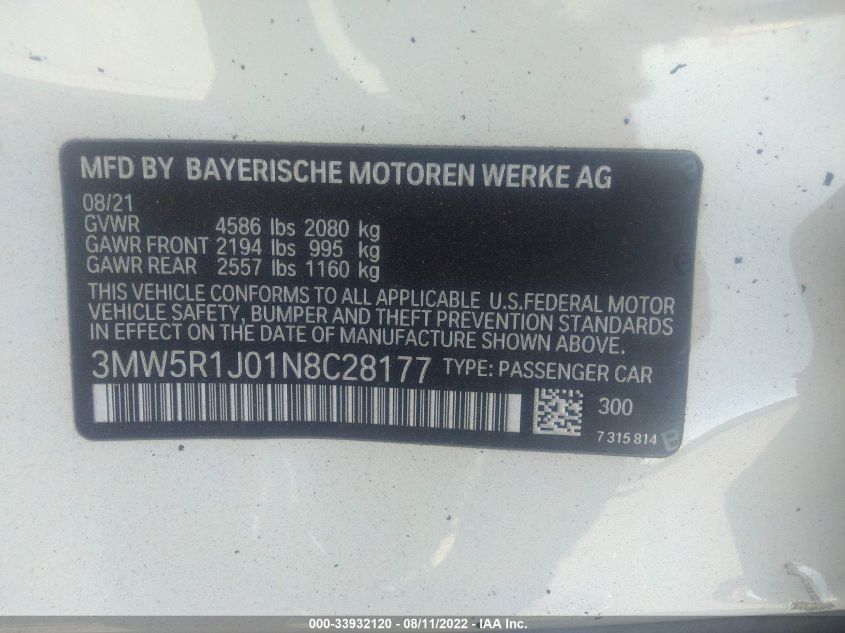 MFD BY BAYERISCHE MOTOREN WERKE AG
08/21
GVWR 4586 lbs 2080 kg
GAWR FRONT 2194 lbs 995 kg
GAWR REAR 2557 lbs 1160 kg
THIS VEHICLE CONFORMS TO ALL APPLICABLE U.S.FEDERAL MOTOR
VEHICLE SAFETY, BUMPER AND THEFT PREVENTION STANDARDS
IN EFFECT ON THE DATE OF MANUFACTURE SHOWN ABOVE.
3MW5R1J01N8C28177 TYPE: PASSENGER CAR
300
7 315 814
000-33932120 - 08/11/2022 - IAA Inc.